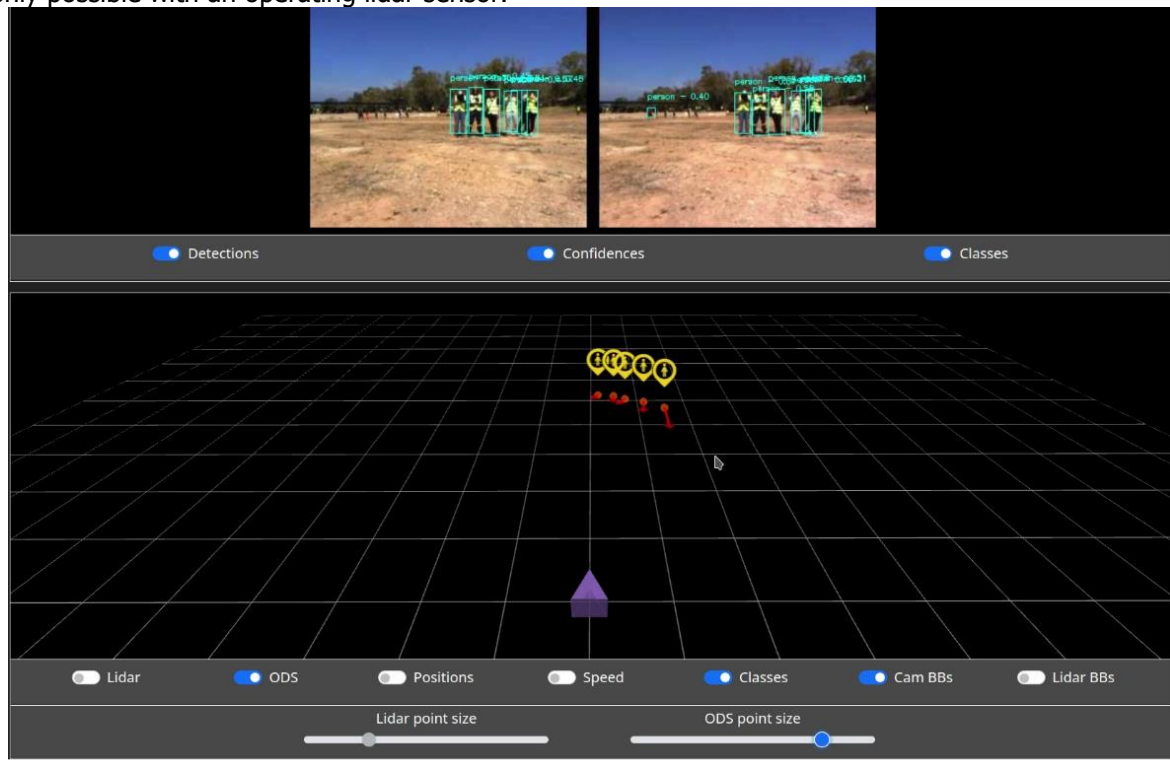 only possible with an operating lidar sensor.
person - 0.40
person
Detections
Confidences
Classes
Lidar
ODS
Positions
Speed
Classes
Cam BBs
Lidar BBs
Lidar point size
ODS point size